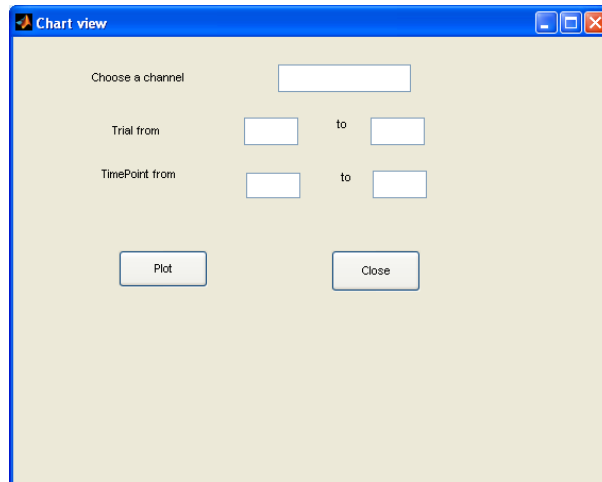 Chart view
Choose a channel
Trial from to
TimePoint from to
Plot Close